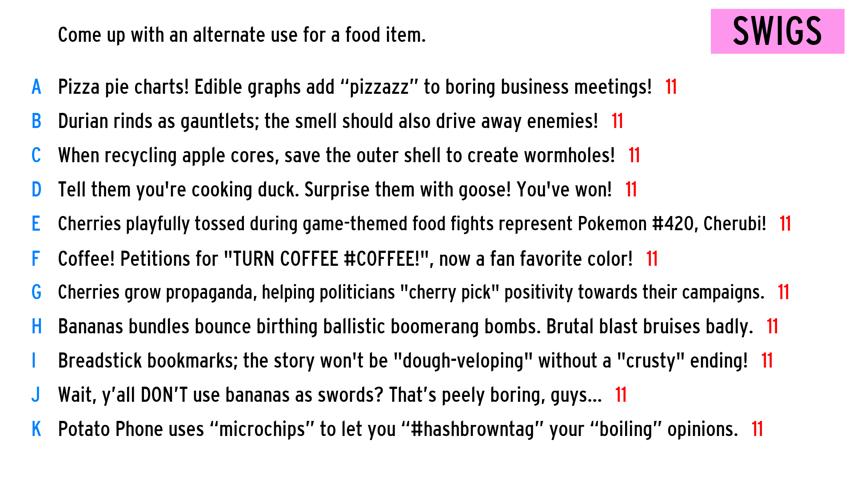 Come up with an alternate use for a food item.
SWIGS
A Pizza pie charts! Edible graphs add “pizzazz” to boring business meetings! 11
B Durian rinds as gauntlets; the smell should also drive away enemies! 11
C When recycling apple cores, save the outer shell to create wormholes! 11
D Tell them you're cooking duck. Surprise them with goose! You've won! 11
E Cherries playfully tossed during game-themed food fights represent Pokemon #420, Cherubi! 11
F Coffee! Petitions for "TURN COFFEE #COFFEE!", now a fan favorite color! 11
G Cherries grow propaganda, helping politicians "cherry pick" positivity towards their campaigns. 11
H Bananas bundles bounce birthing ballistic boomerang bombs. Brutal blast bruises badly. 11
I Breadstick bookmarks; the story won't be "dough-veloping" without a "crusty" ending! 11
J Wait, y’all DON’T use bananas as swords? That’s peely boring, guys... 11
K Potato Phone uses “microchips” to let you “#hashbrowntag” your “boiling” opinions. 11